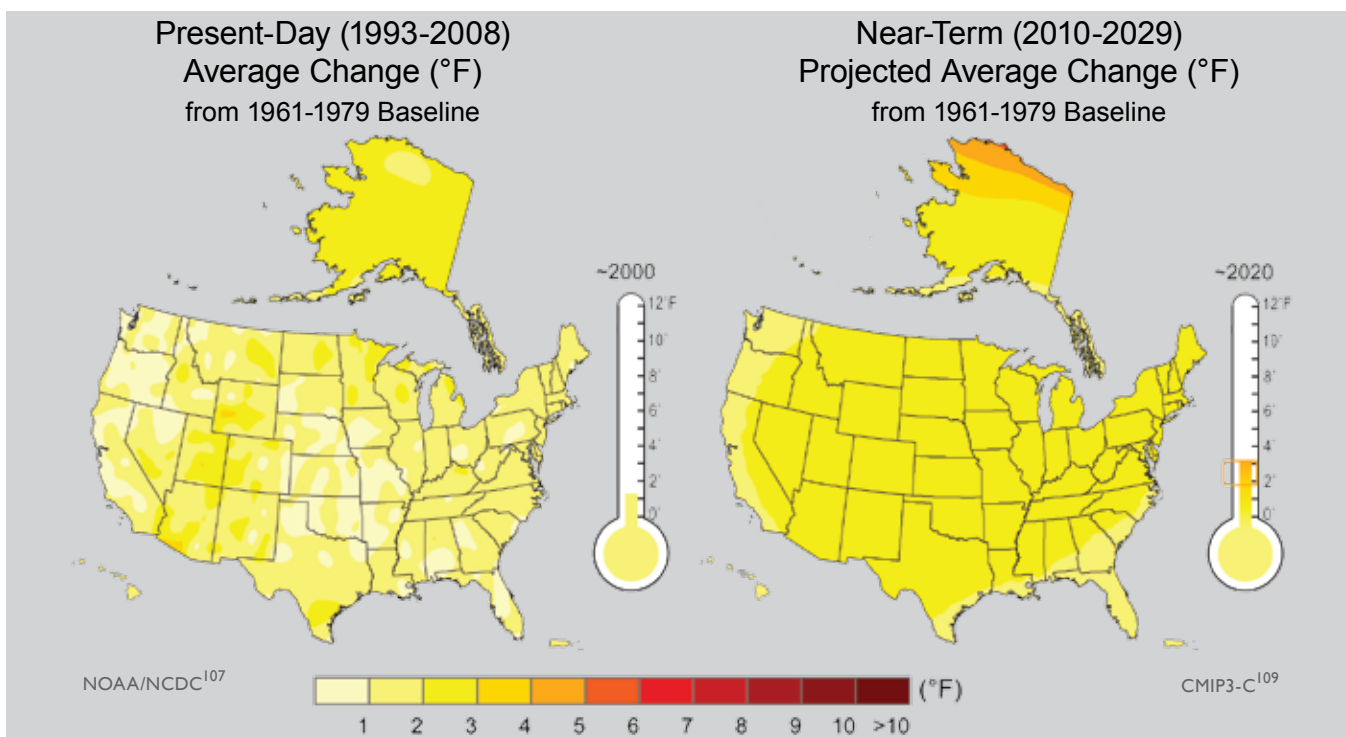 Present-Day (1993-2008)
Average Change (°F)
from 1961-1979 Baseline
Near-Term (2010-2029)
Projected Average Change (°F)
from 1961-1979 Baseline
~2000
12°F
10°
8°
6°
4°
2°
0°
~2020
12°F
10°
8°
6°
4°
2°
0°
NOAA/NCDC107
CMIP3-C109
(°F)
1 2 3 4 5 6 7 8 9 10 >10